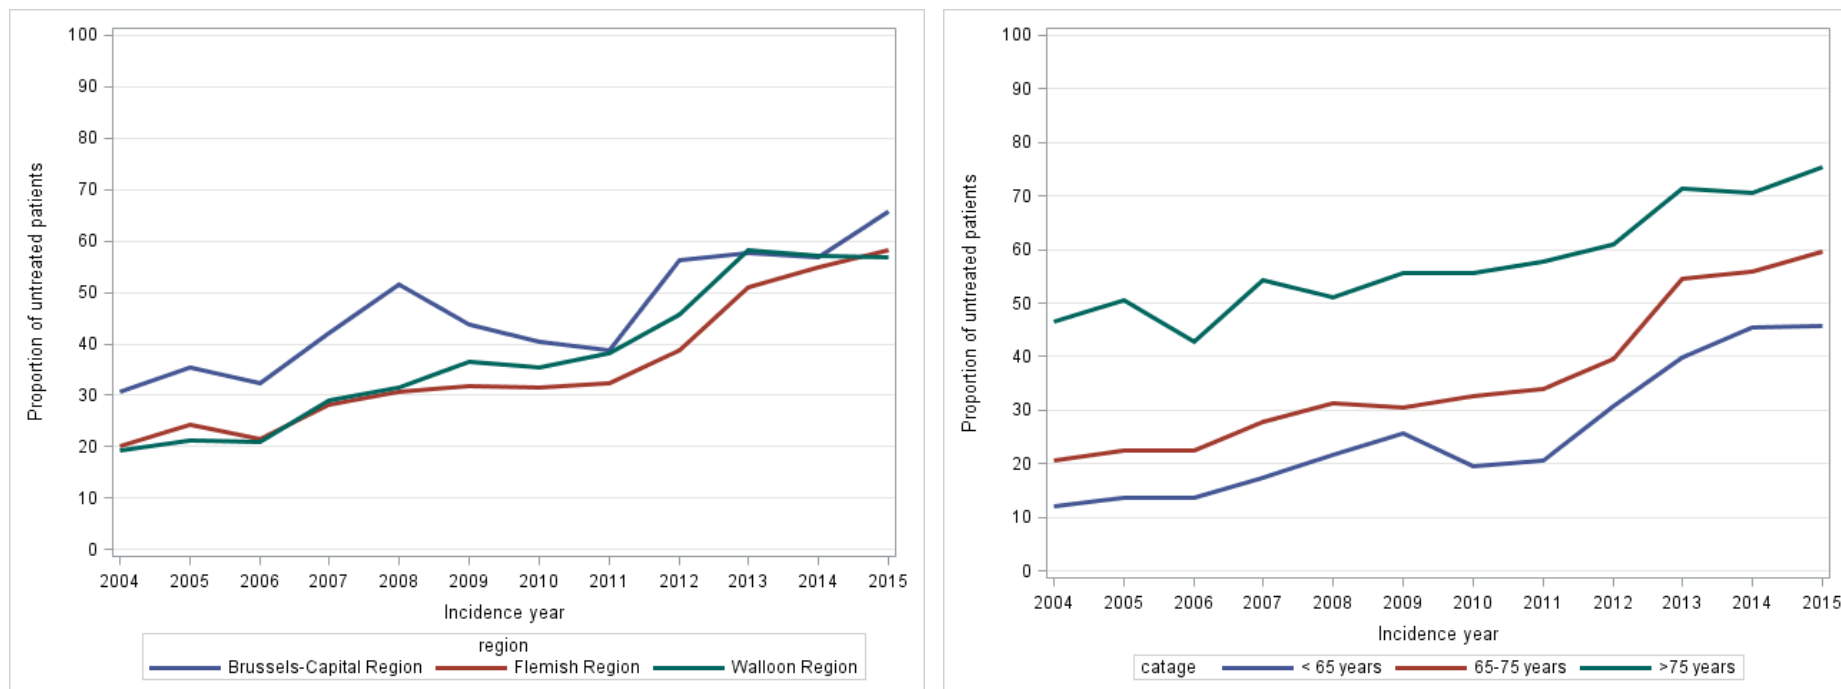 100
90
80
70
60
50
40
30
20
10
0
Proportion of untreated patients
2004 2005 2006 2007 2008 2009 2010 2011 2012 2013 2014 2015
Incidence year
region
Brussels-Capital Region Flemish Region Walloon Region
100
90
80
70
60
50
40
30
20
10
0
Proportion of untreated patients
2004 2005 2006 2007 2008 2009 2010 2011 2012 2013 2014 2015
Incidence year
catage < 65 years 65-75 years >75 years